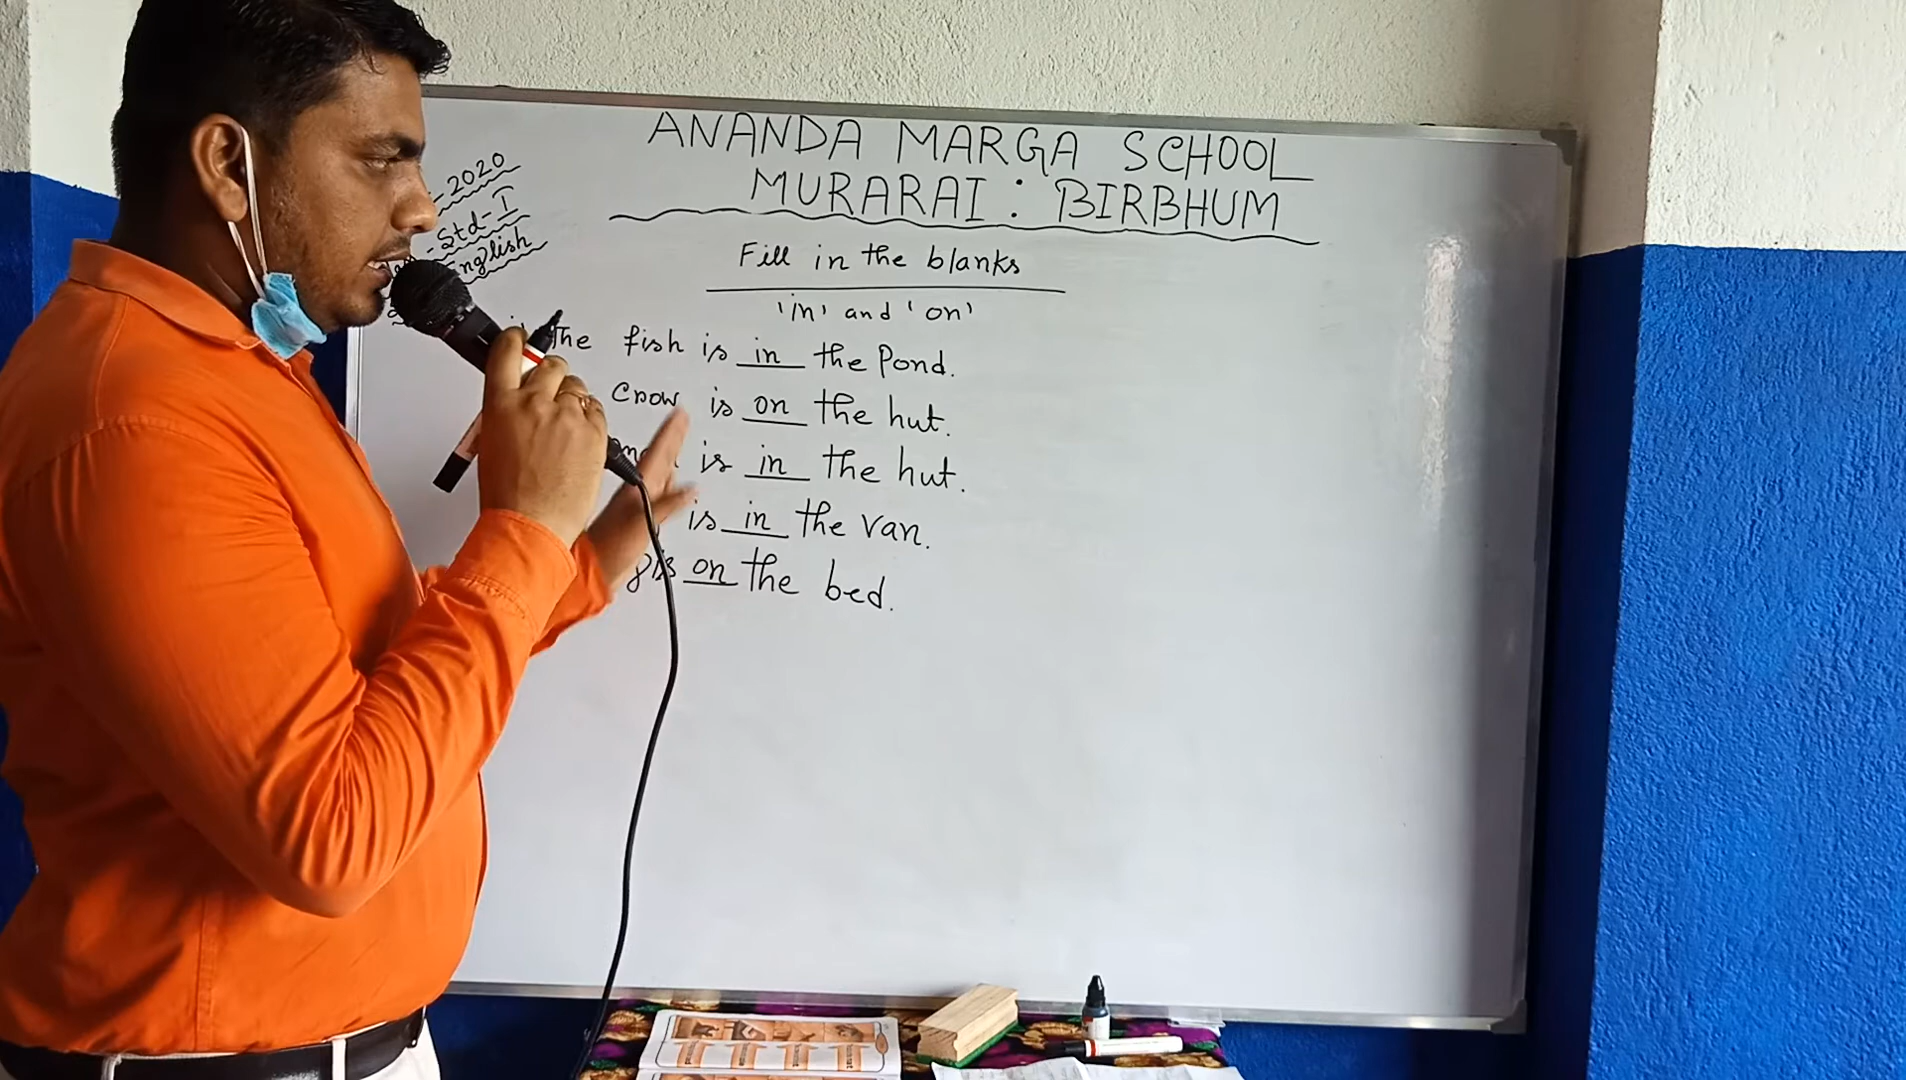 ANANDA MARGA SCHOOL
MURARAI : BIRBHUM
- 2020
- Std - I
English
Fill in the blanks
'in' and 'on'
The fish is in the Pond.
Crow is on the hut.
is in the hut.
is in the van.
is on the bed.